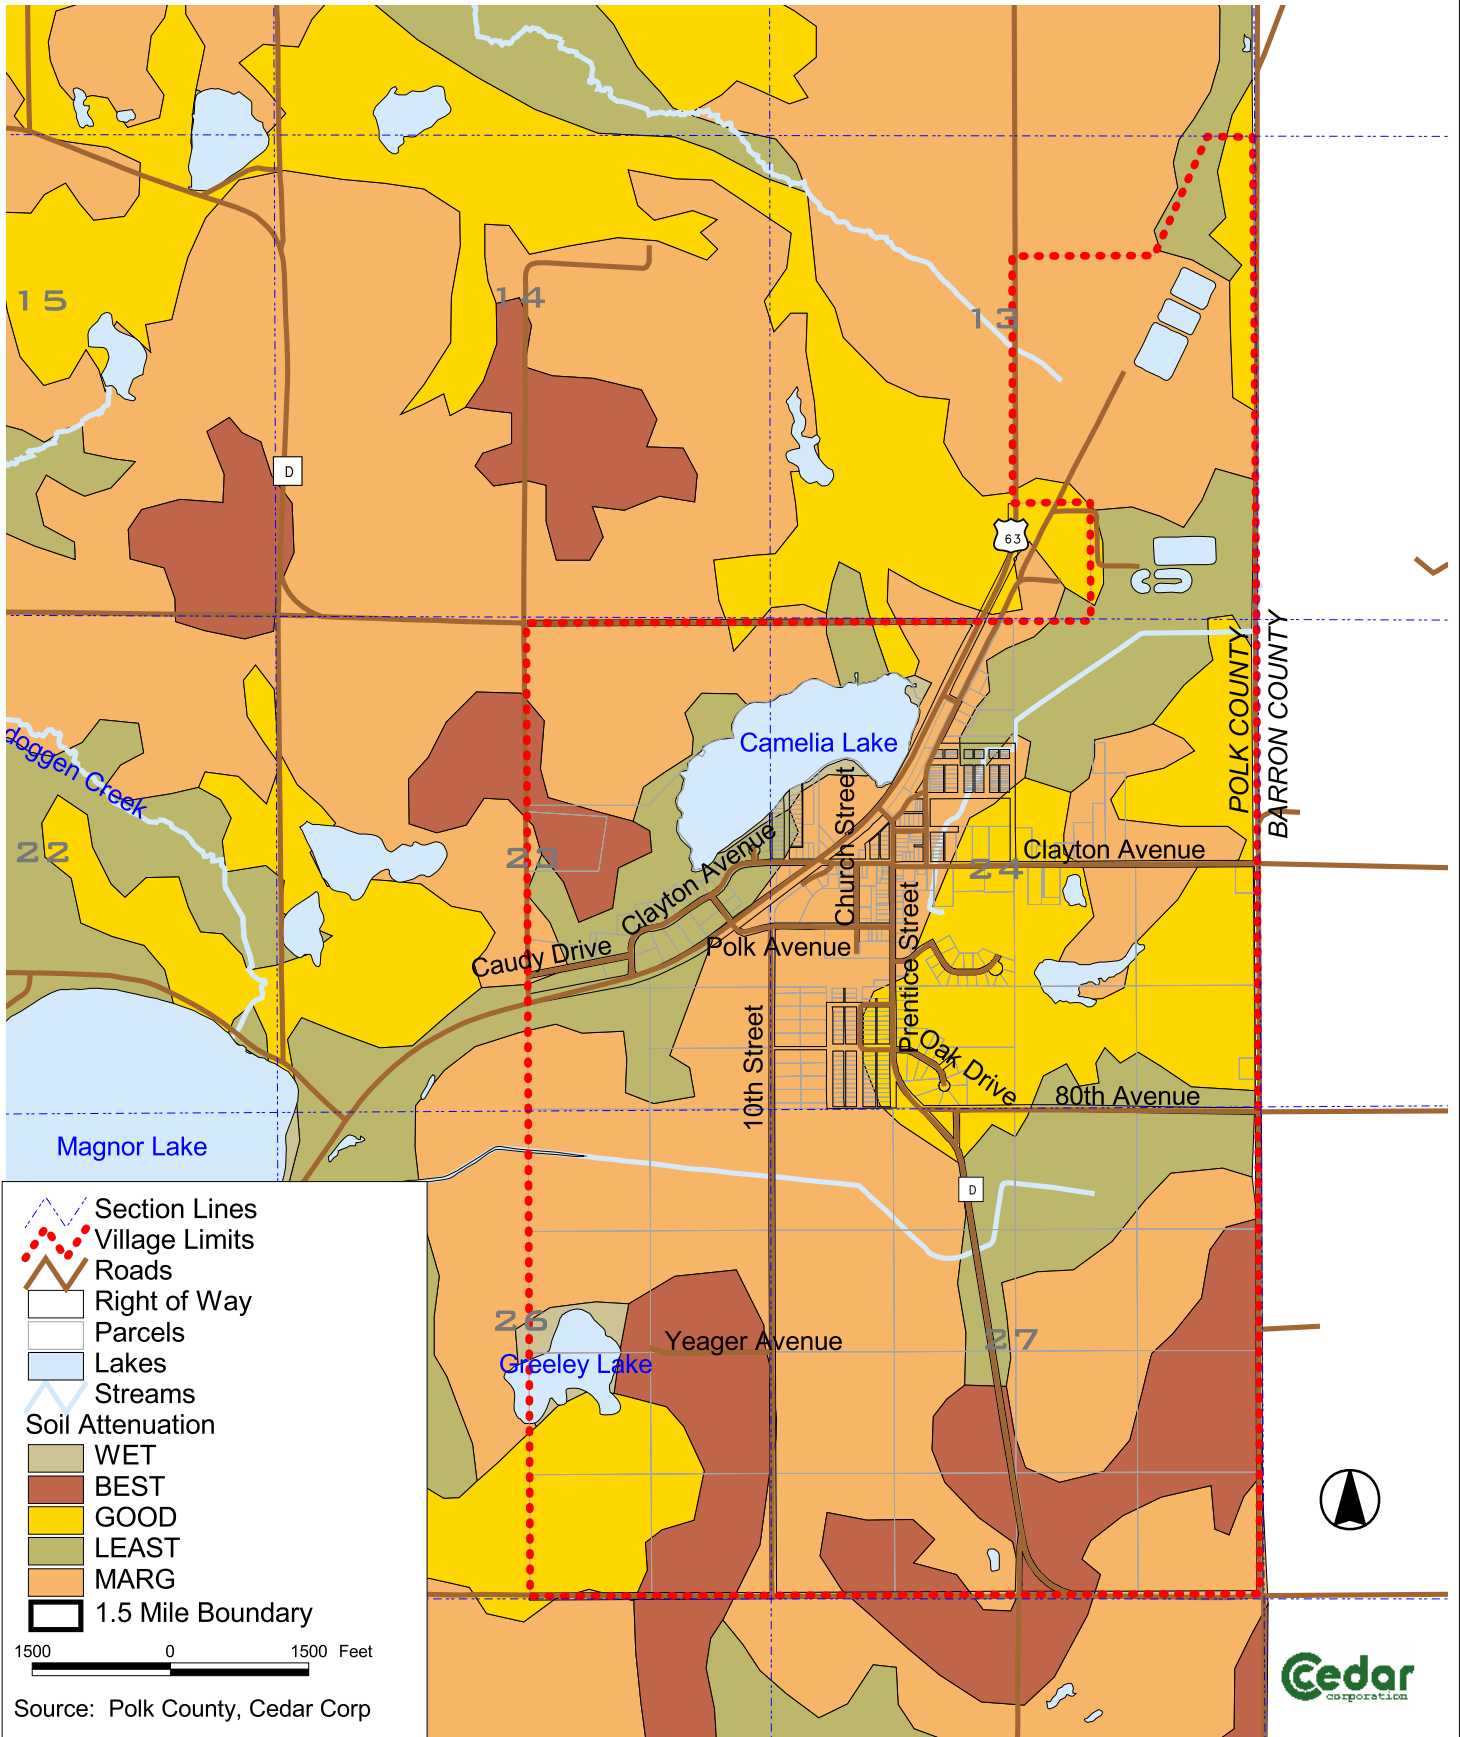 15
14
13
D
63
POLK COUNTY
BARRON COUNTY
Camelia Lake
doggen Creek
22
23
24
Church Street
Clayton Avenue
Clayton Avenue
Caudy Drive
Polk Avenue
Prentice Street
10th Street
Oak Drive
80th Avenue
Magnor Lake
D
26
27
Yeager Avenue
Greeley Lake
Section Lines
Village Limits
Roads
Right of Way
Parcels
Lakes
Streams
Soil Attenuation
WET
BEST
GOOD
LEAST
MARG
1.5 Mile Boundary
1500 0 1500 Feet
Source: Polk County, Cedar Corp
Cedar
corporation